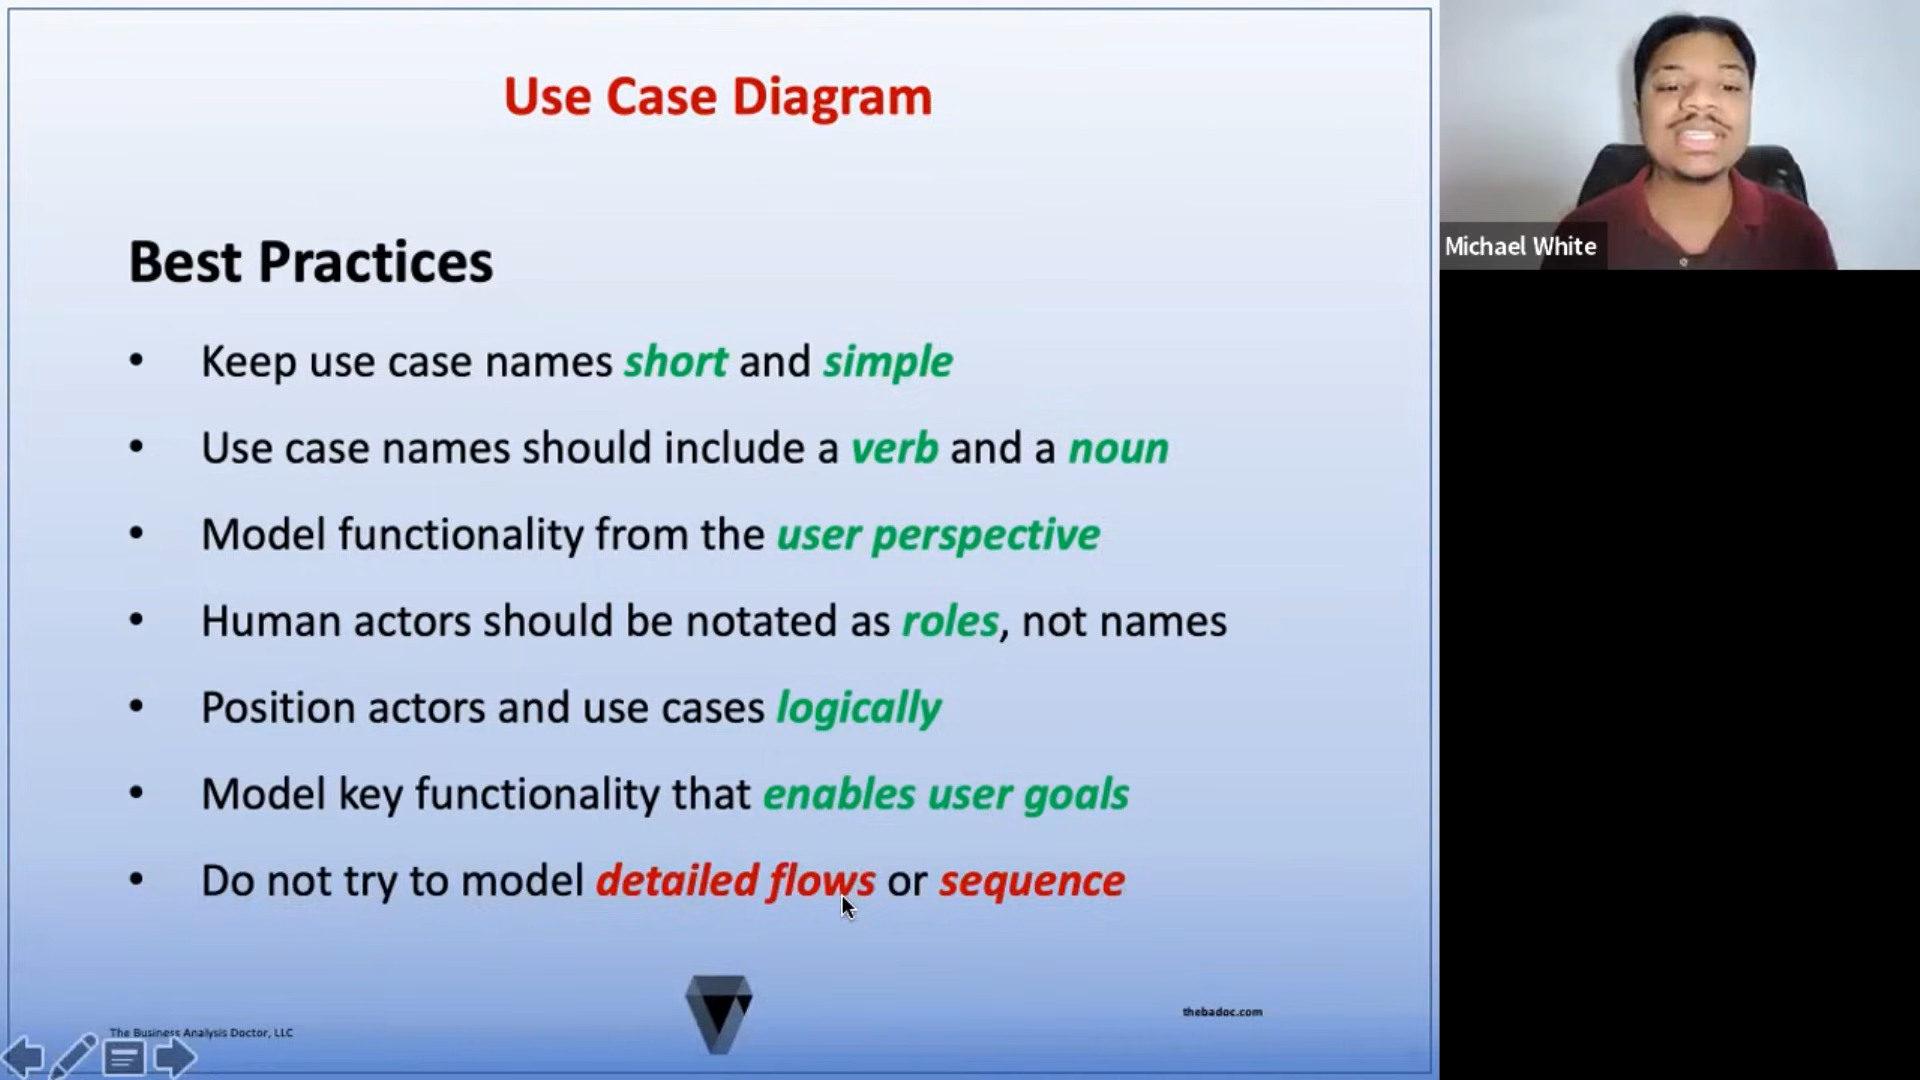 Use Case Diagram
Best Practices
• Keep use case names short and simple
• Use case names should include a verb and a noun
• Model functionality from the user perspective
• Human actors should be notated as roles, not names
• Position actors and use cases logically
• Model key functionality that enables user goals
• Do not try to model detailed flows or sequence
The Business Analysis Doctor, LLC
thebadoc.com
Michael White